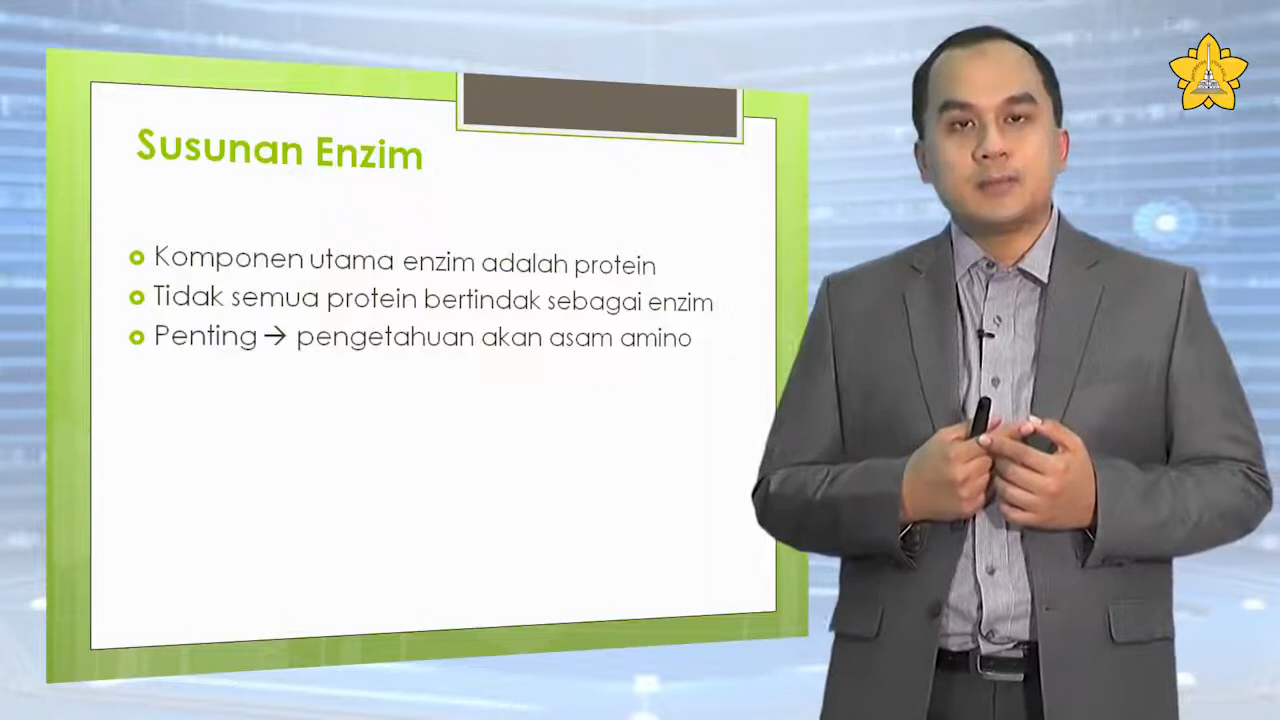 Susunan Enzim
Komponen utama enzim adalah protein
Tidak semua protein bertindak sebagai enzim
Penting → pengetahuan akan asam amino